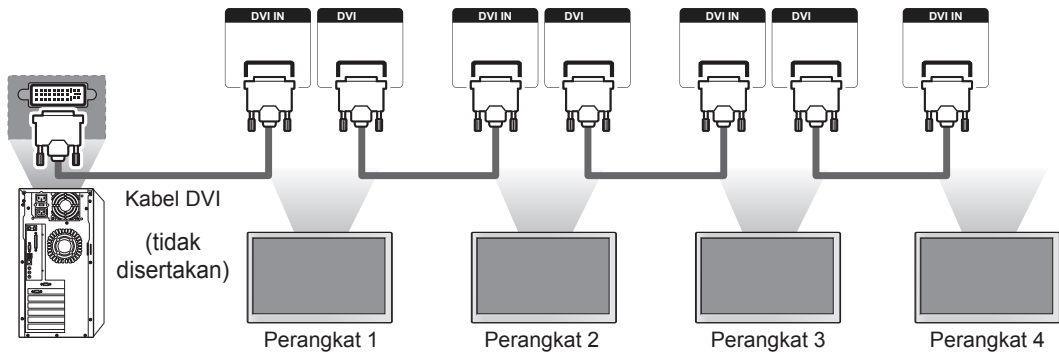 DVI IN
DVI
DVI IN
DVI
DVI IN
DVI
DVI IN
Kabel DVI
(tidak
disertakan)
Perangkat 1
Perangkat 2
Perangkat 3
Perangkat 4